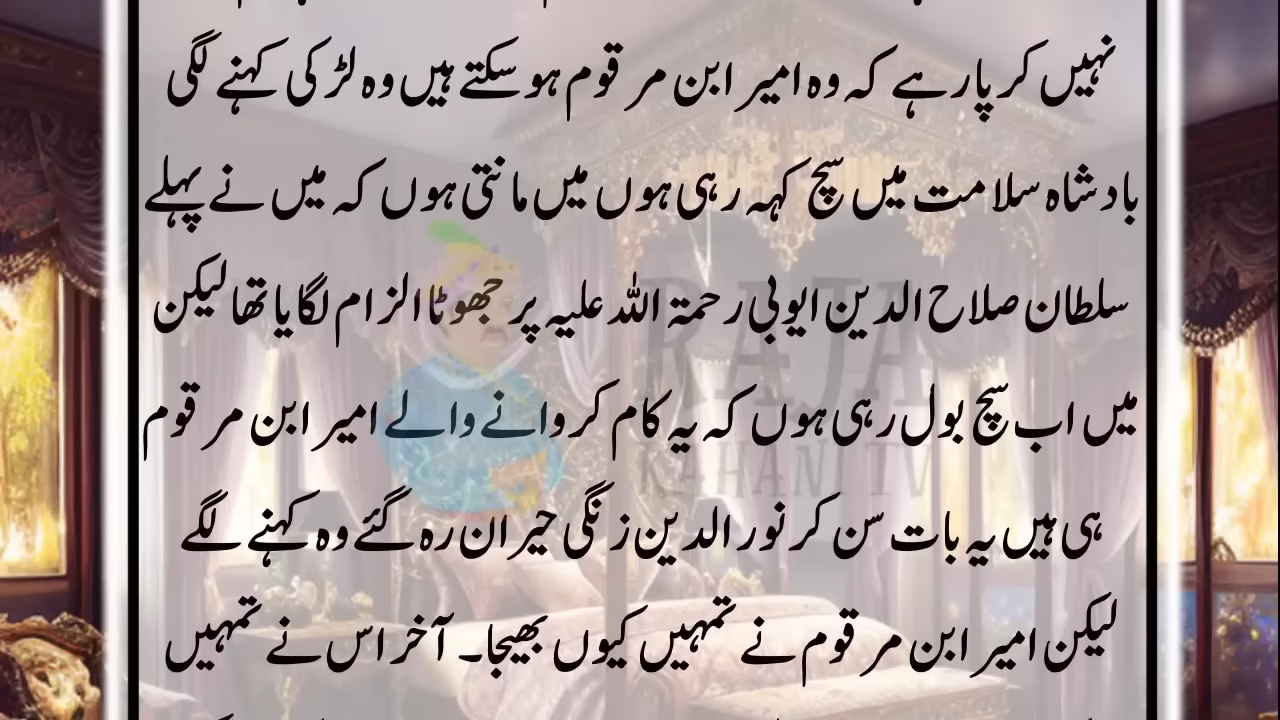 نہیں کر پا رہے کہ وہ امیر ابن مرقوم ہو سکتے ہیں وہ لڑکی کہنے لگی
بادشاہ سلامت میں سچ کہہ رہی ہوں میں مانتی ہوں کہ میں نے پہلے
سلطان صلاح الدین ایوبی رحمۃ اللہ علیہ پر جھوٹا الزام لگایا تھا لیکن
میں اب سچ بول رہی ہوں کہ یہ کام کروانے والے امیر ابن مرقوم
ہی ہیں یہ بات سن کر نور الدین زنگی حیران رہ گئے وہ کہنے لگے
لیکن امیر ابن مرقوم نے تمہیں کیوں بھیجا۔ آخر اس نے تمہیں
RAJA
KAHANI TV